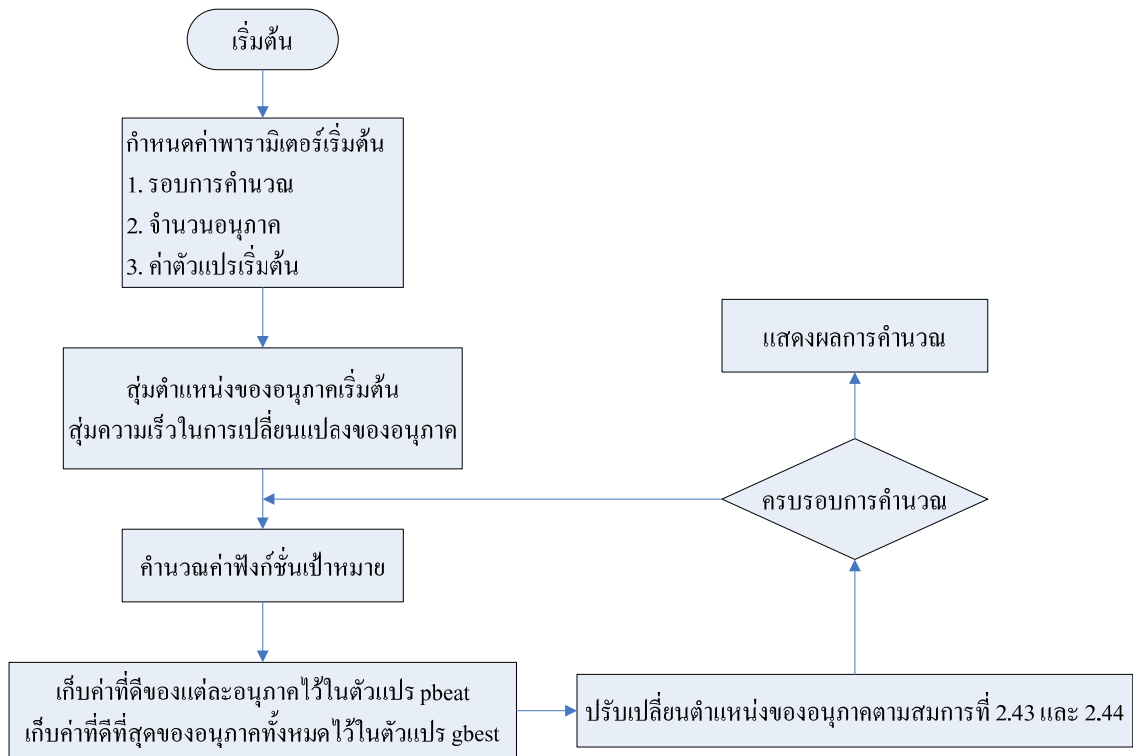 เริ่มต้น
กำหนดค่าพารามิเตอร์เริ่มต้น
1. รอบการคำนวณ
2. จำนวนอนุภาค
3. ค่าตัวแปรเริ่มต้น
สุ่มตำแหน่งของอนุภาคเริ่มต้น
สุ่มความเร็วในการเปลี่ยนแปลงของอนุภาค
คำนวณค่าฟังก์ชั่นเป้าหมาย
เก็บค่าที่ดีของแต่ละอนุภาคไว้ในตัวแปร pbeat
เก็บค่าที่ดีที่สุดของอนุภาคทั้งหมดไว้ในตัวแปร gbest
ปรับเปลี่ยนตำแหน่งของอนุภาคตามสมการที่ 2.43 และ 2.44
ครบรอบการคำนวณ
แสดงผลการคำนวณ